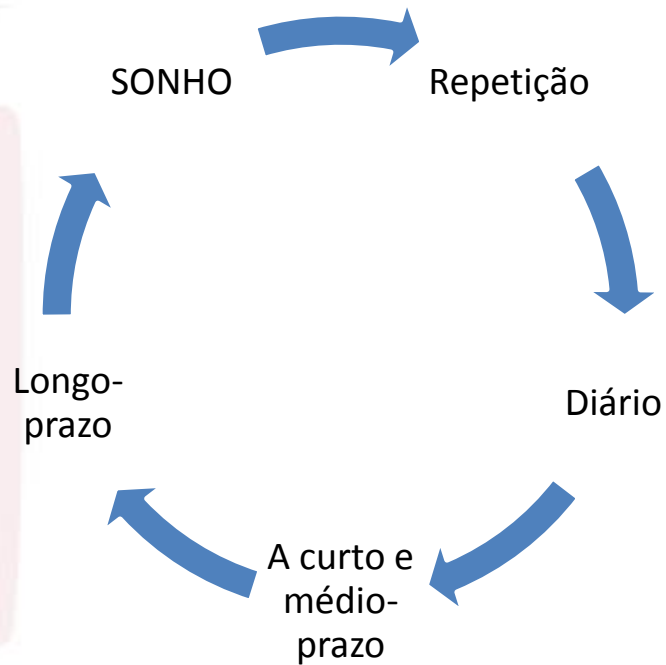 SONHO
Repetição
Diário
A curto e
médio-
prazo
Longo-
prazo